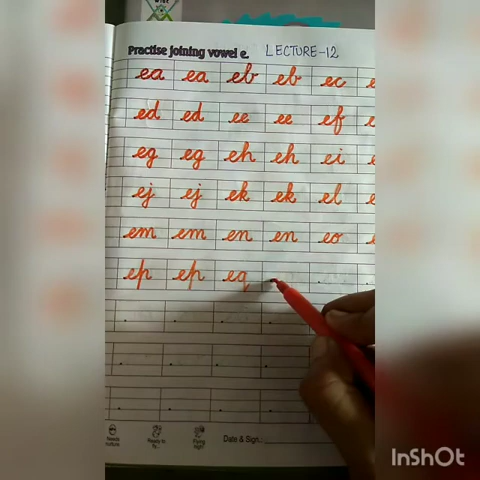 Practise joining vowel e. LECTURE-12
ea ea eb eb ec e
ed ed ee ee ef e
eg eg eh eh ei e
ej ej ek ek el e
em em en en eo e
ep ep eq
Date & Sign.:
InShOt